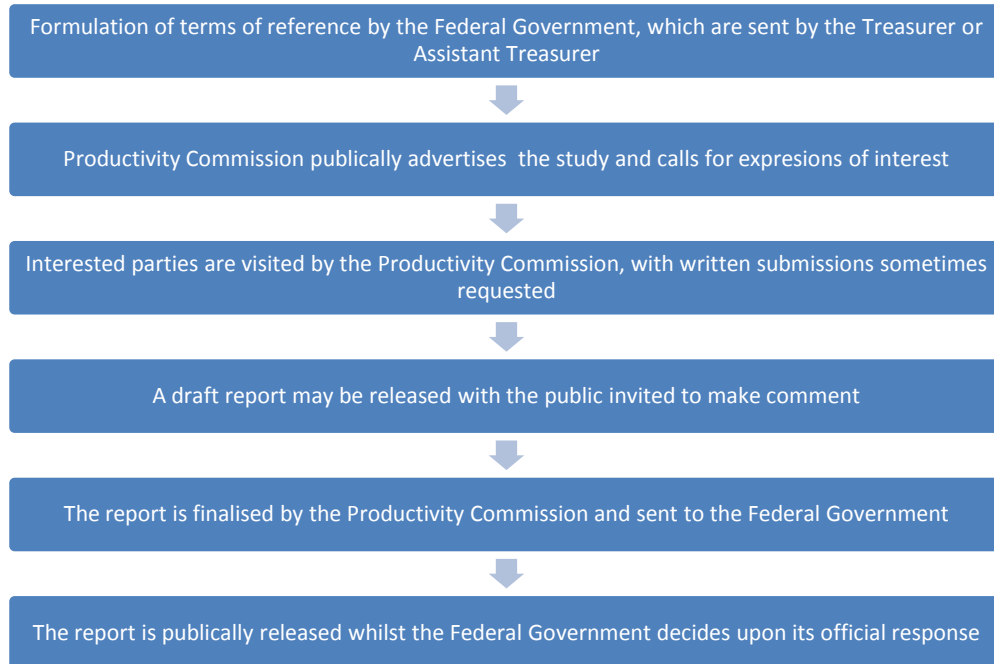 Formulation of terms of reference by the Federal Government, which are sent by the Treasurer or
Assistant Treasurer
Productivity Commission publically advertises  the study and calls for expresions of interest
Interested parties are visited by the Productivity Commission, with written submissions sometimes
requested
A draft report may be released with the public invited to make comment
The report is finalised by the Productivity Commission and sent to the Federal Government
The report is publically released whilst the Federal Government decides upon its official response